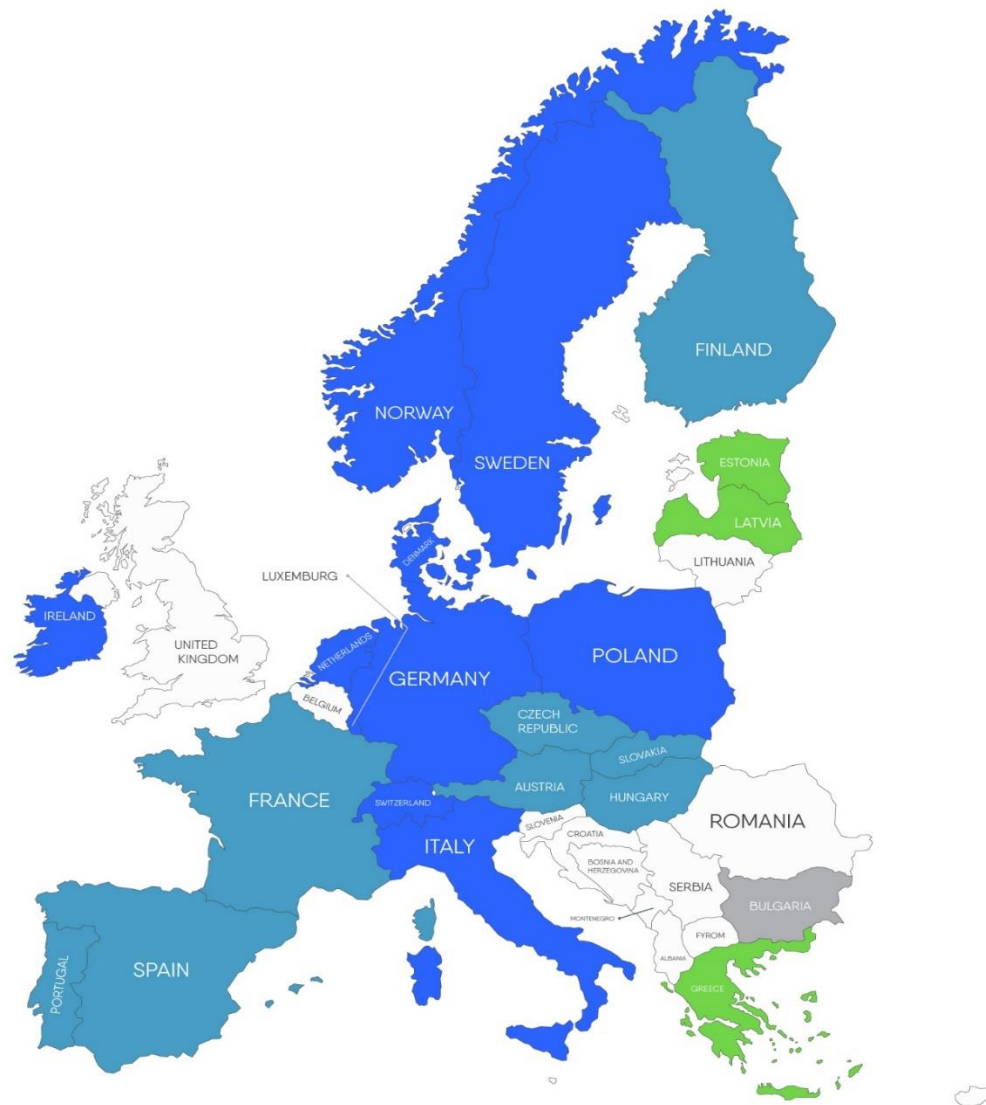 FINLAND
NORWAY
SWEDEN
ESTONIA
LATVIA
LITHUANIA
DENMARK
LUXEMBURG
IRELAND
UNITED
KINGDOM
NETHERLANDS
BELGIUM
GERMANY
POLAND
CZECH
REPUBLIC
SLOVAKIA
AUSTRIA
HUNGARY
FRANCE
SWITZERLAND
ITALY
SLOVENIA
CROATIA
ROMANIA
BOSNIA AND
HERZEGOVINA
SERBIA
BULGARIA
MONTENEGRO
FYROM
ALBANIA
GREECE
PORTUGAL
SPAIN